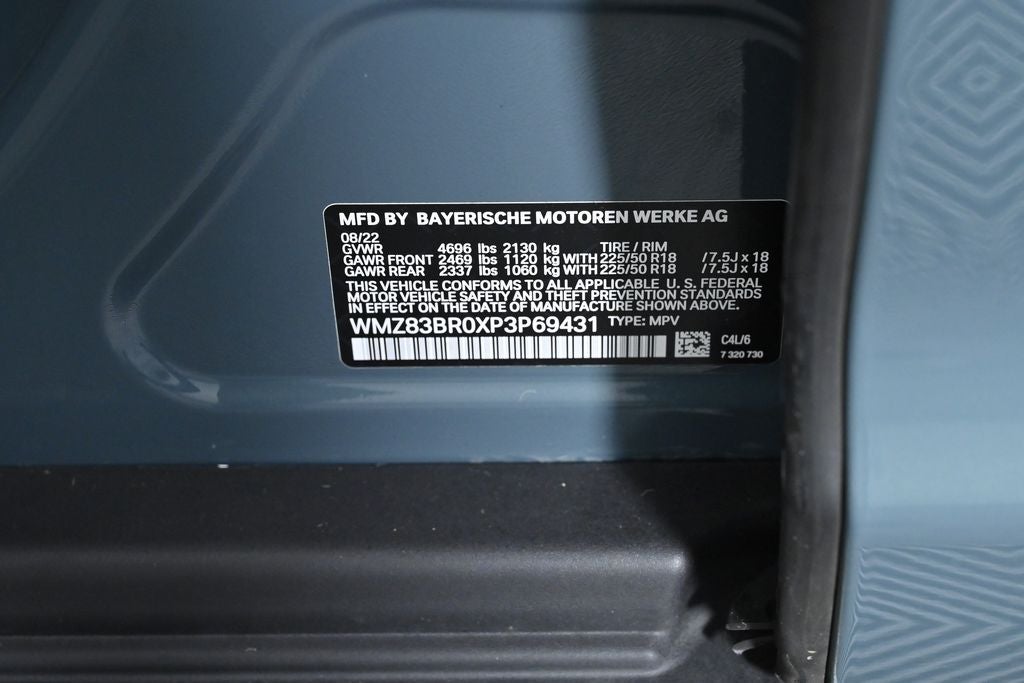 MFD BY BAYERISCHE MOTOREN WERKE AG
08/22
GVWR 4696 lbs 2130 kg TIRE / RIM
GAWR FRONT 2469 lbs 1120 kg WITH 225/50 R18 /7.5J x 18
GAWR REAR 2337 lbs 1060 kg WITH 225/50 R18 /7.5J x 18
THIS VEHICLE CONFORMS TO ALL APPLICABLE U. S. FEDERAL
MOTOR VEHICLE SAFETY AND THEFT PREVENTION STANDARDS
IN EFFECT ON THE DATE OF MANUFACTURE SHOWN ABOVE.
WMZ83BR0XP3P69431 TYPE: MPV
C4L/6
7 320 730